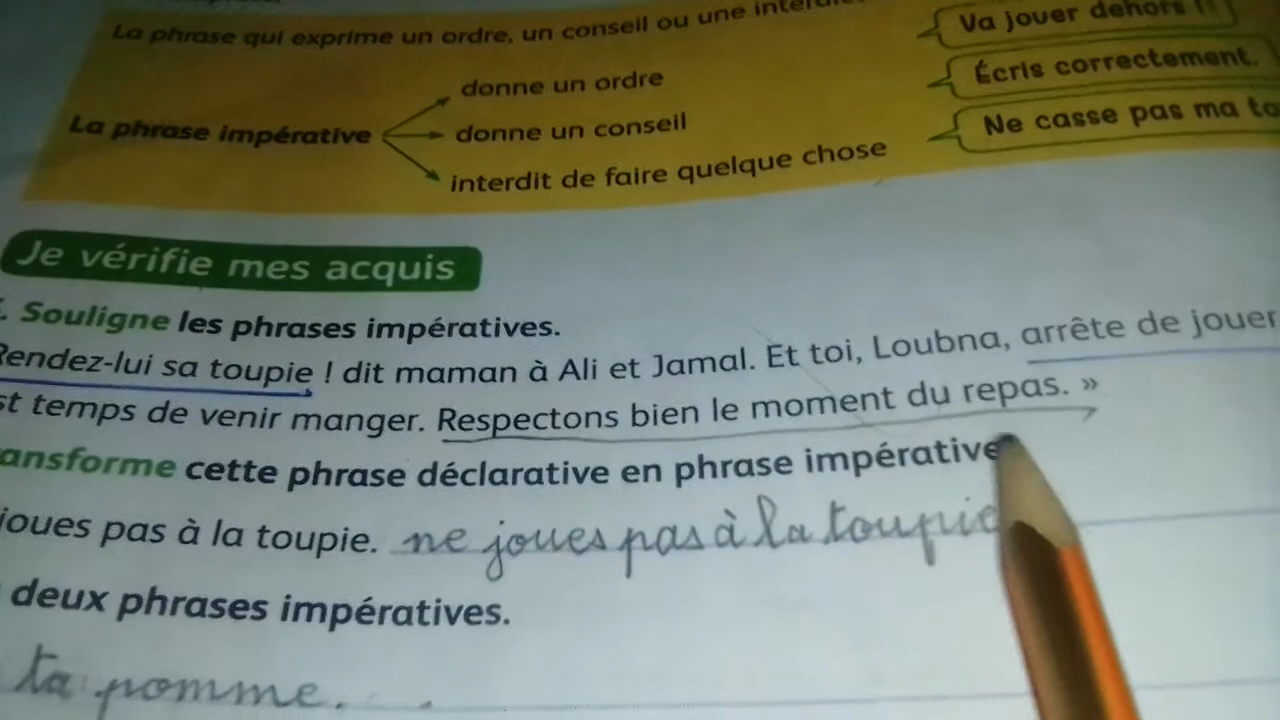 La phrase qui exprime un ordre, un conseil ou une
Va jouer dehors !
donne un ordre
Écris correctement.
La phrase impérative
donne un conseil
Ne casse pas ma
interdit de faire quelque chose
Je vérifie mes acquis
. Souligne les phrases impératives.
Rendez-lui sa toupie ! dit maman à Ali et Jamal. Et toi, Loubna, arrête de jouer
st temps de venir manger. Respectons bien le moment du repas. »
ansforme cette phrase déclarative en phrase impérative
joues pas à la toupie. ne joues pas à la toupie
deux phrases impératives.
ta pomme.